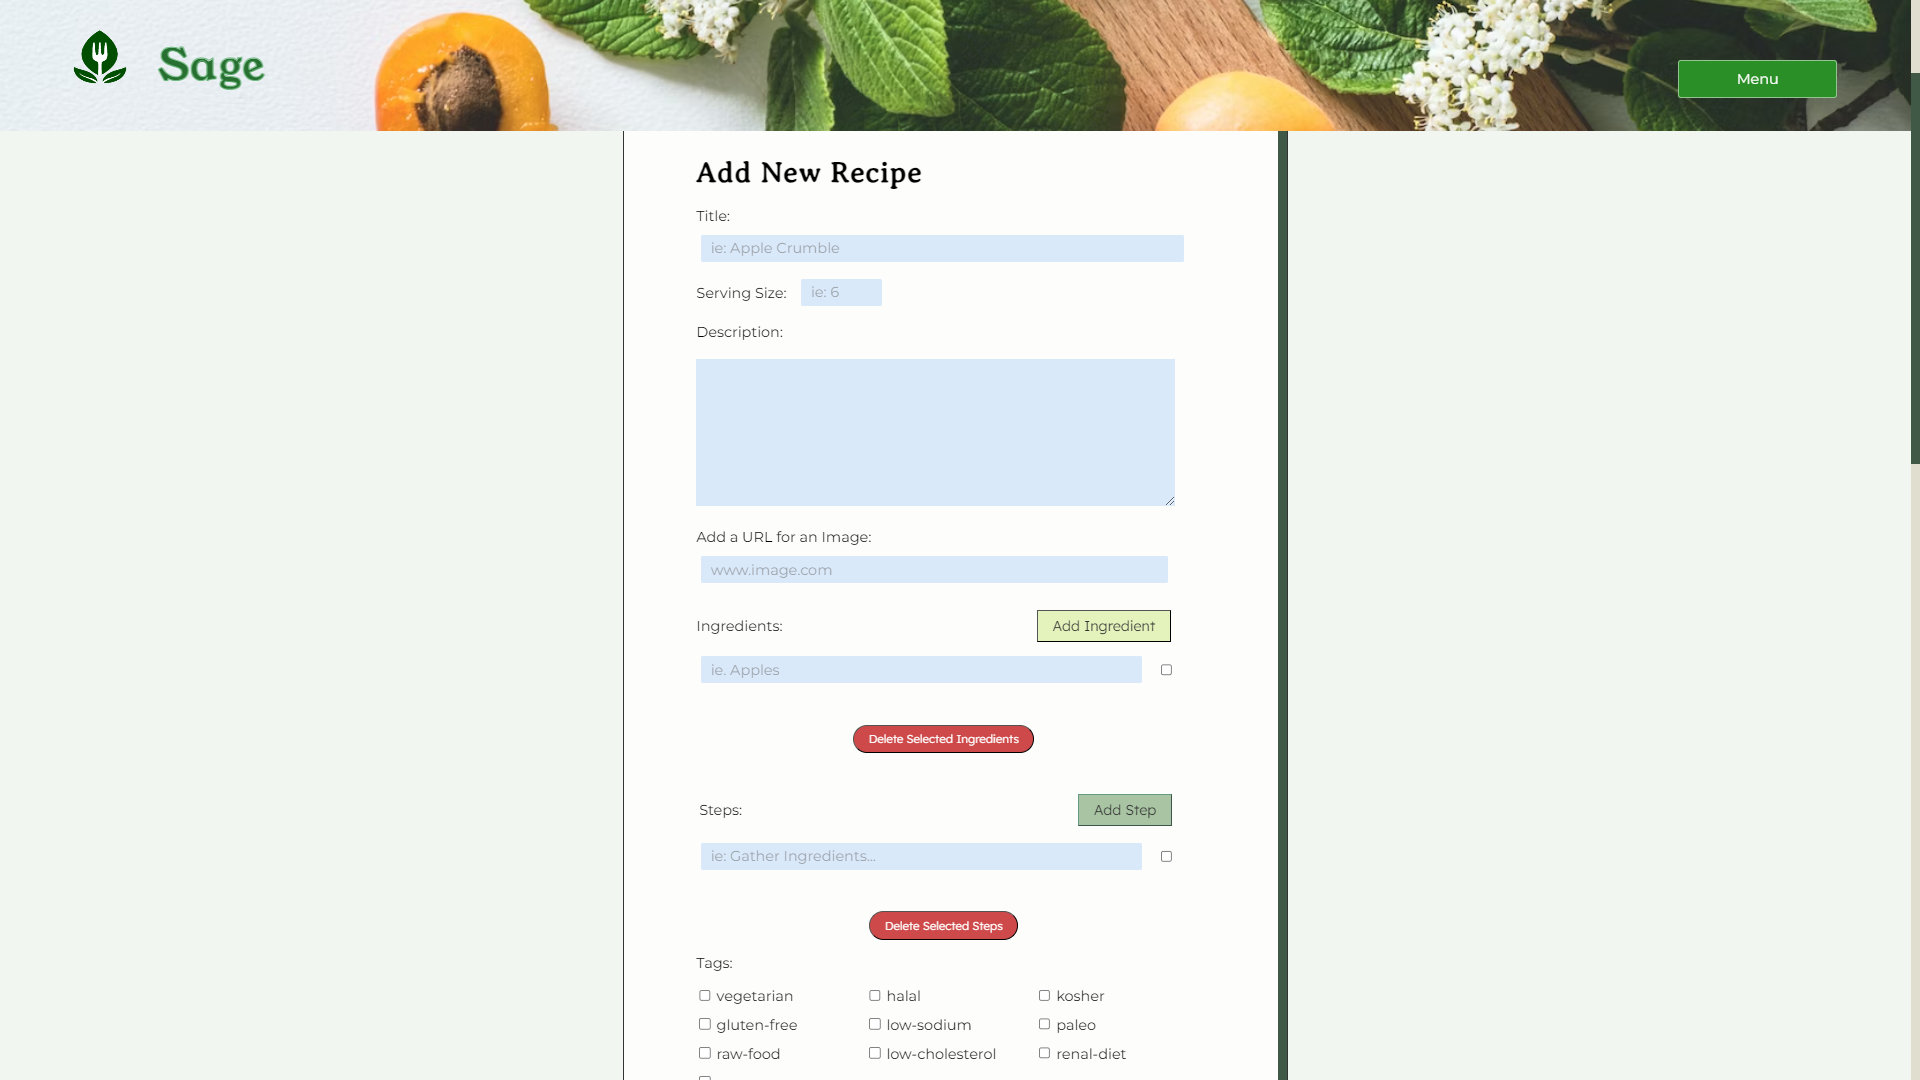 Sage
Menu
Add New Recipe
Title:
ie: Apple Crumble
Serving Size: ie: 6
Description:
Add a URL for an Image:
www.image.com
Ingredients: Add Ingredient
ie. Apples
Delete Selected Ingredients
Steps: Add Step
ie: Gather Ingredients...
Delete Selected Steps
Tags:
vegetarian halal kosher
gluten-free low-sodium paleo
raw-food low-cholesterol renal-diet